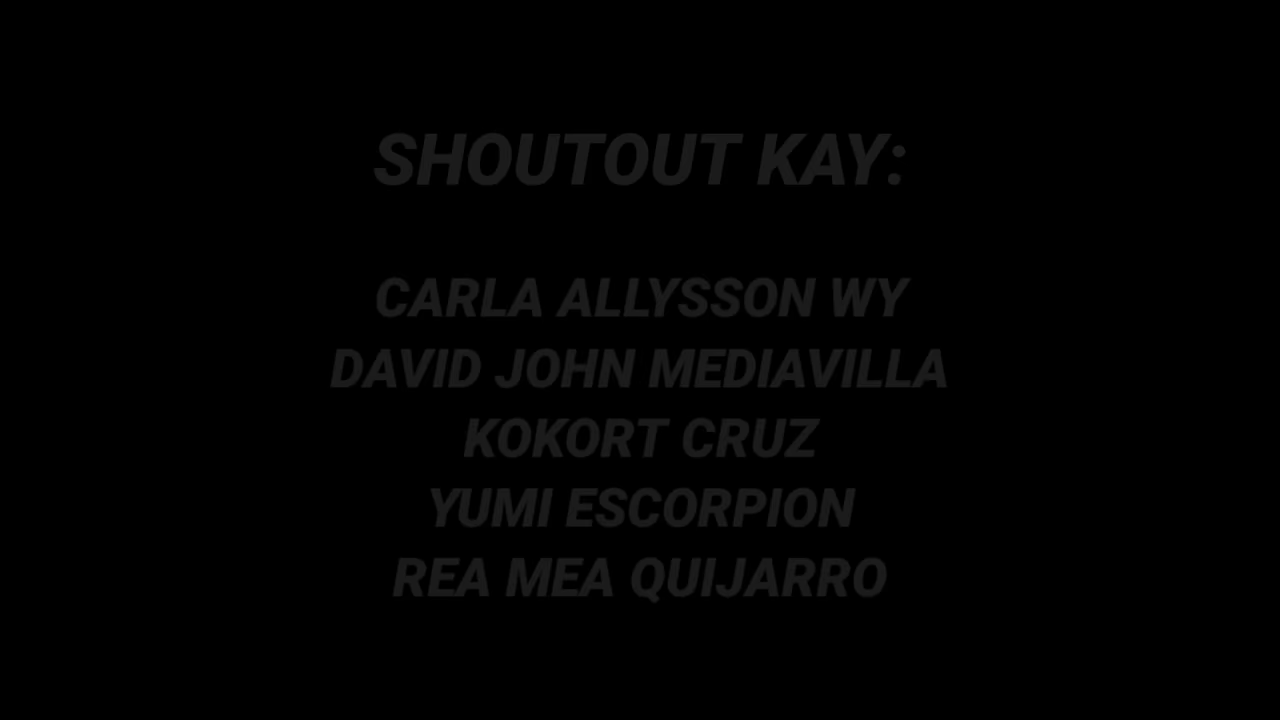 SHOUTOUT KAY:
CARLA ALLYSSON WY
DAVID JOHN MEDIAVILLA
KOKORT CRUZ
YUMI ESCORPION
REA MEA QUIJARRO